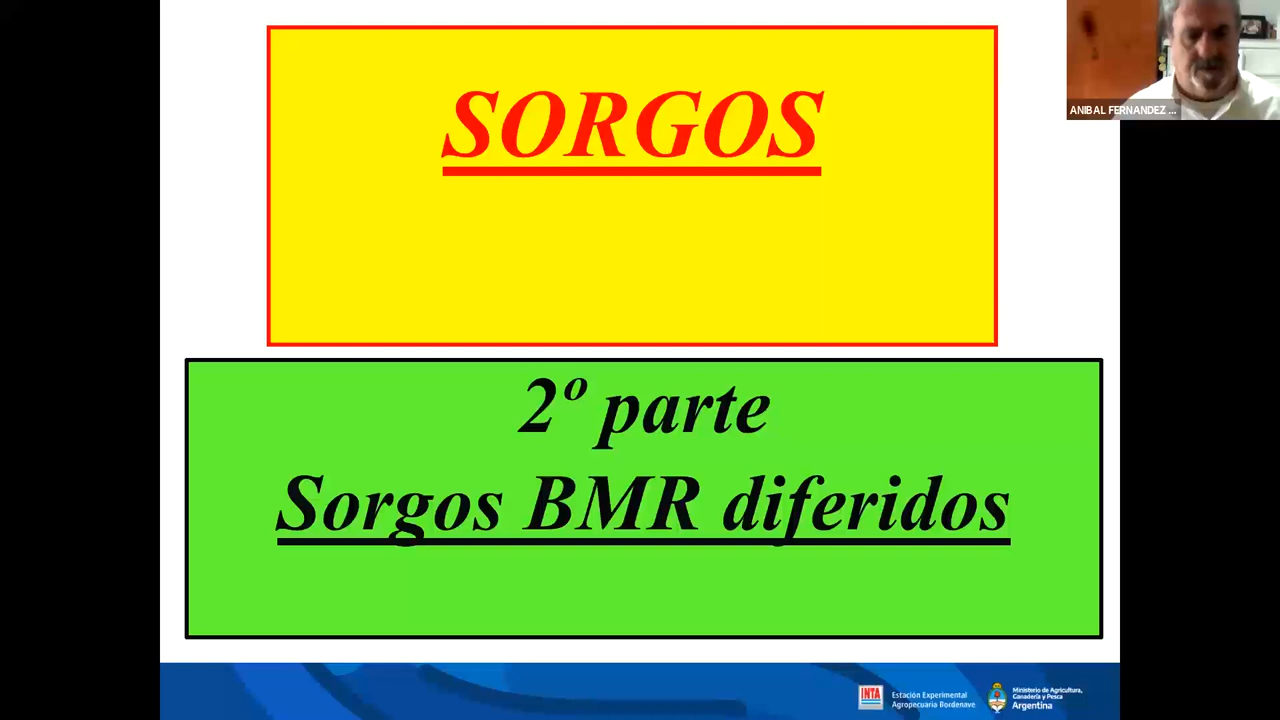 SORGOS
ANIBAL FERNANDEZ ...
2º parte
Sorgos BMR diferidos
INTA
Estación Experimental
Agropecuaria Bordenave
Ministerio de Agricultura,
Ganadería y Pesca
Argentina